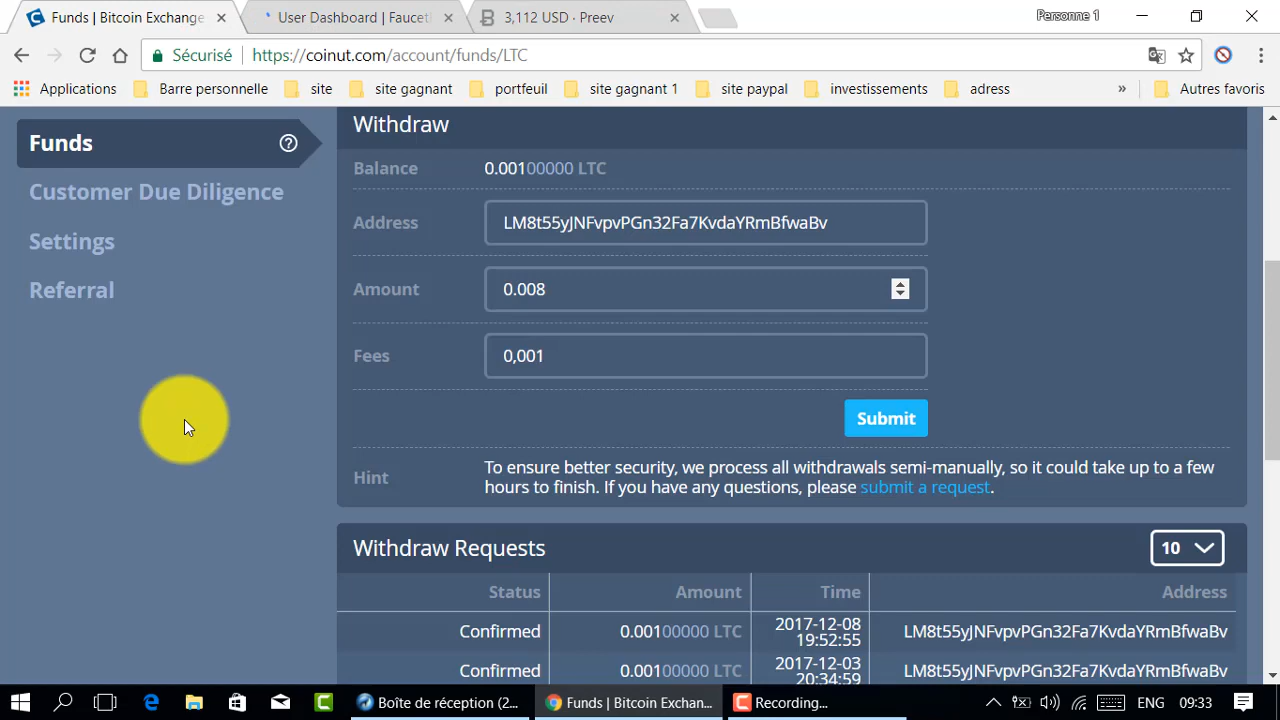 Funds | Bitcoin Exchange
User Dashboard | Fauceti
3,112 USD · Preev
Personne 1
Sécurisé
https://coinut.com/account/funds/LTC
Applications
Barre personnelle
site
site gagnant
portfeuil
site gagnant 1
site paypal
investissements
adress
»
Autres favoris
Funds
Customer Due Diligence
Settings
Referral
Withdraw
Balance 0.00100000 LTC
Address LM8t55yJNFvpvPGn32Fa7KvdaYRmBfwaBv
Amount 0.008
Fees 0,001
Submit
Hint To ensure better security, we process all withdrawals semi-manually, so it could take up to a few
hours to finish. If you have any questions, please submit a request.
Withdraw Requests 10
Status Amount Time Address
Confirmed 0.00100000 LTC 2017-12-08 19:52:55 LM8t55yJNFvpvPGn32Fa7KvdaYRmBfwaBv
Confirmed 0.00100000 LTC 2017-12-03 20:34:59 LM8t55yJNFvpvPGn32Fa7KvdaYRmBfwaBv
Boîte de réception (2...
Funds | Bitcoin Exchan...
Recording...
ENG
09:33